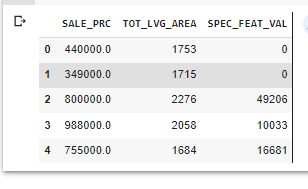 SALE_PRC TOT_LVG_AREA SPEC_FEAT_VAL
0 440000.0 1753 0
1 349000.0 1715 0
2 800000.0 2276 49206
3 988000.0 2058 10033
4 755000.0 1684 16681